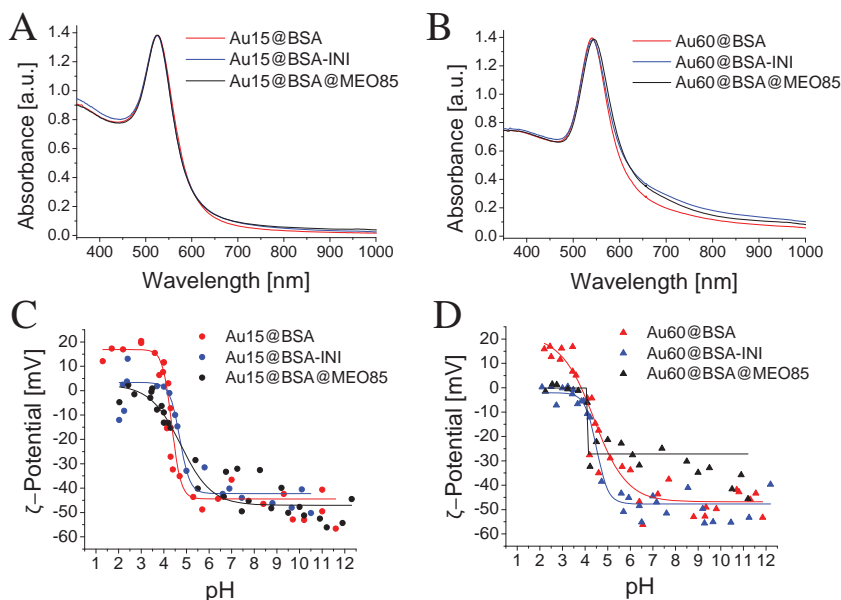 A
Au15@BSA
Au15@BSA-INI
Au15@BSA@MEO85
1.4
1.2
1.0
0.8
0.6
0.4
0.2
0.0
Absorbance [a.u.]
400 500 600 700 800 900 1000
Wavelength [nm]
B
Au60@BSA
Au60@BSA-INI
Au60@BSA@MEO85
1.4
1.2
1.0
0.8
0.6
0.4
0.2
0.0
Absorbance [a.u.]
400 500 600 700 800 900 1000
Wavelength [nm]
C
Au15@BSA
Au15@BSA-INI
Au15@BSA@MEO85
20
10
0
-10
-20
-30
-40
-50
-60
ζ–Potential [mV]
1 2 3 4 5 6 7 8 9 10 11 12
pH
D
Au60@BSA
Au60@BSA-INI
Au60@BSA@MEO85
20
10
0
-10
-20
-30
-40
-50
-60
ζ–Potential [mV]
1 2 3 4 5 6 7 8 9 10 11 12
pH